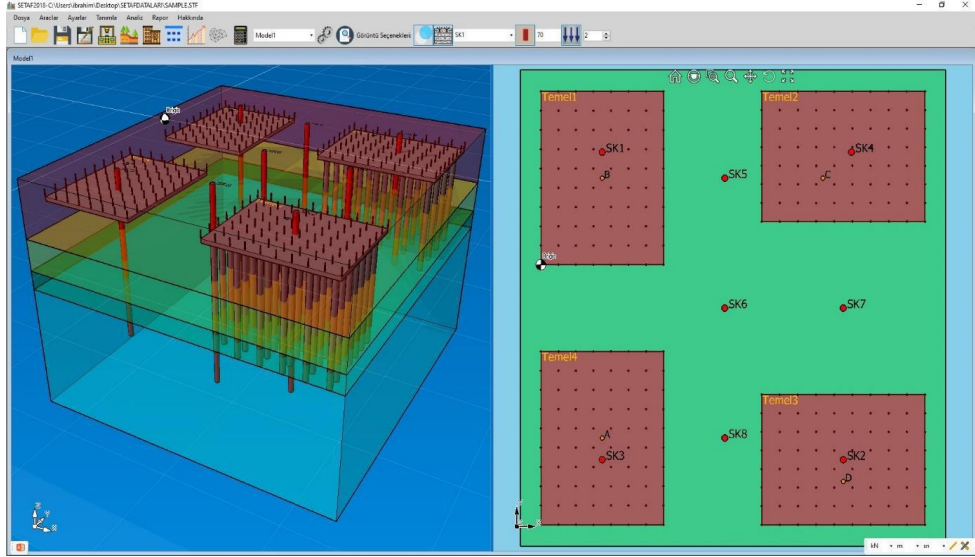 SETAF2018- C:\Users\ibrahim\Desktop\SETAFDATALARI\SAMPLE.STF
Dosya Araclar Ayarlar Tanımla Analiz Rapor Hakkında
Model1 Görüntü Seçenekleri SK1 70 2
Model1
Temel1
SK1
B
Temel2
SK4
C
SK5
SK6
SK7
Temel4
A
SK3
SK8
Temel3
SK2
D
kN m